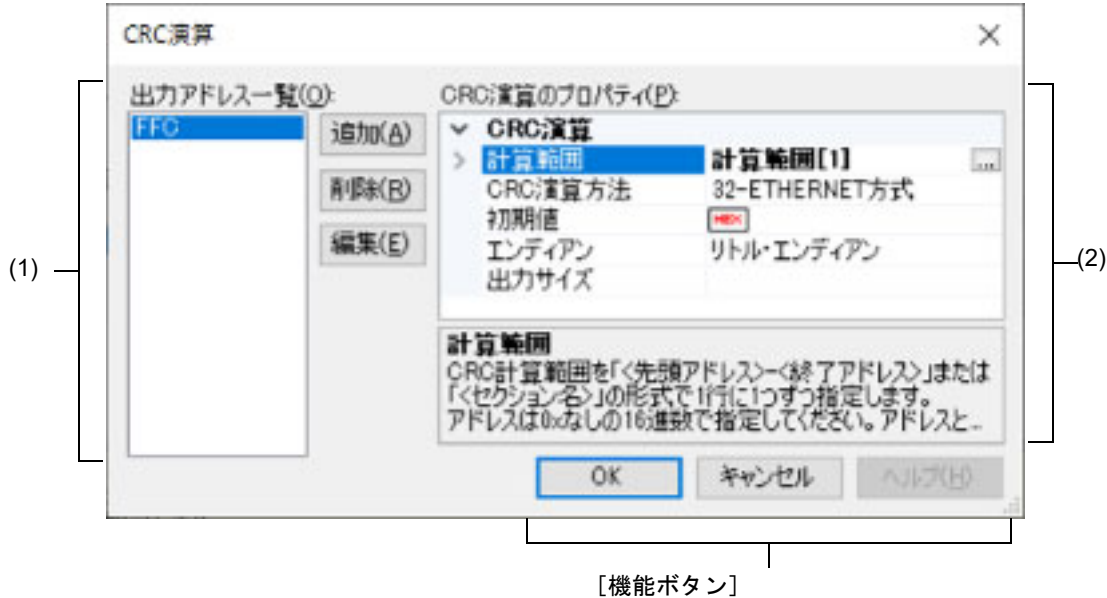 CRC演算
出力アドレス一覧(O):
CRC演算のプロパティ(P):
FFC
追加(A)
削除(R)
編集(E)
CRC演算
計算範囲 計算範囲[1] ...
CRC演算方法 32-ETHERNET方式
初期値 HEX
エンディアン リトル・エンディアン
出力サイズ
計算範囲
CRC計算範囲を「<先頭アドレス>-<終了アドレス>」または
「<セクション名>」の形式で1行に1つずつ指定します。
アドレスは0xなしの16進数で指定してください。アドレスと...
OK
キャンセル
ヘルプ(H)
(1)
(2)
[機能ボタン]